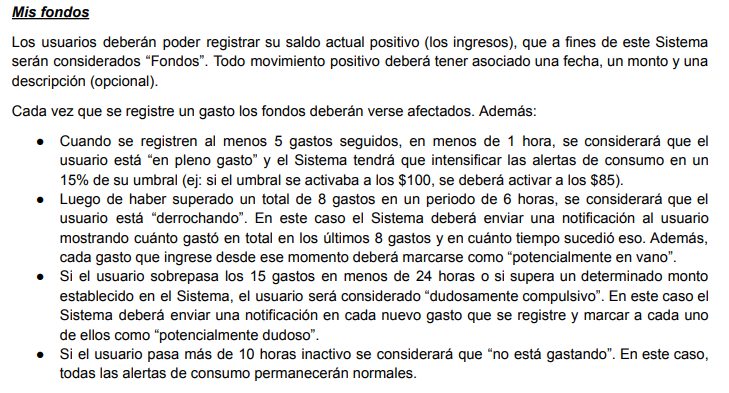 Mis fondos
Los usuarios deberán poder registrar su saldo actual positivo (los ingresos), que a fines de este Sistema
serán considerados “Fondos”. Todo movimiento positivo deberá tener asociado una fecha, un monto y una
descripción (opcional).
Cada vez que se registre un gasto los fondos deberán verse afectados. Además:
● Cuando se registren al menos 5 gastos seguidos, en menos de 1 hora, se considerará que el
usuario está “en pleno gasto” y el Sistema tendrá que intensificar las alertas de consumo en un
15% de su umbral (ej: si el umbral se activaba a los $100, se deberá activar a los $85).
● Luego de haber superado un total de 8 gastos en un periodo de 6 horas, se considerará que el
usuario está “derrochando”. En este caso el Sistema deberá enviar una notificación al usuario
mostrando cuánto gastó en total en los últimos 8 gastos y en cuánto tiempo sucedió eso. Además,
cada gasto que ingrese desde ese momento deberá marcarse como “potencialmente en vano”.
● Si el usuario sobrepasa los 15 gastos en menos de 24 horas o si supera un determinado monto
establecido en el Sistema, el usuario será considerado “dudosamente compulsivo”. En este caso el
Sistema deberá enviar una notificación en cada nuevo gasto que se registre y marcar a cada uno
de ellos como “potencialmente dudoso”.
● Si el usuario pasa más de 10 horas inactivo se considerará que “no está gastando”. En este caso,
todas las alertas de consumo permanecerán normales.